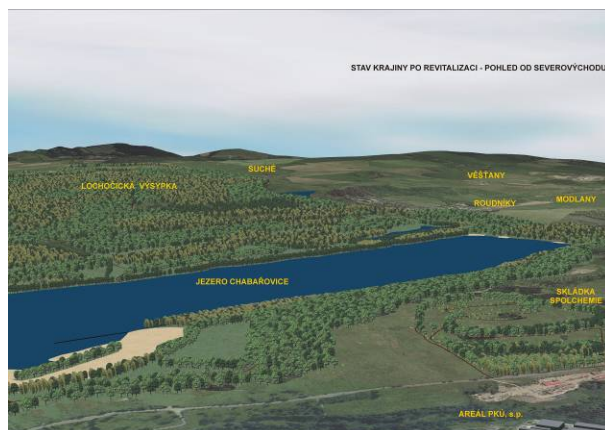 STAV KRAJINY PO REVITALIZACI - POHLED OD SEVEROVÝCHODU
SUCHÉ
VĚŠŤANY
LOCHOČICKÁ VÝSYPKA
MODLANY
ROUDNÍKY
JEZERO CHABAŘOVICE
SKLÁDKA
SPOLCHEMIE
AREÁL PKÚ, s.p.